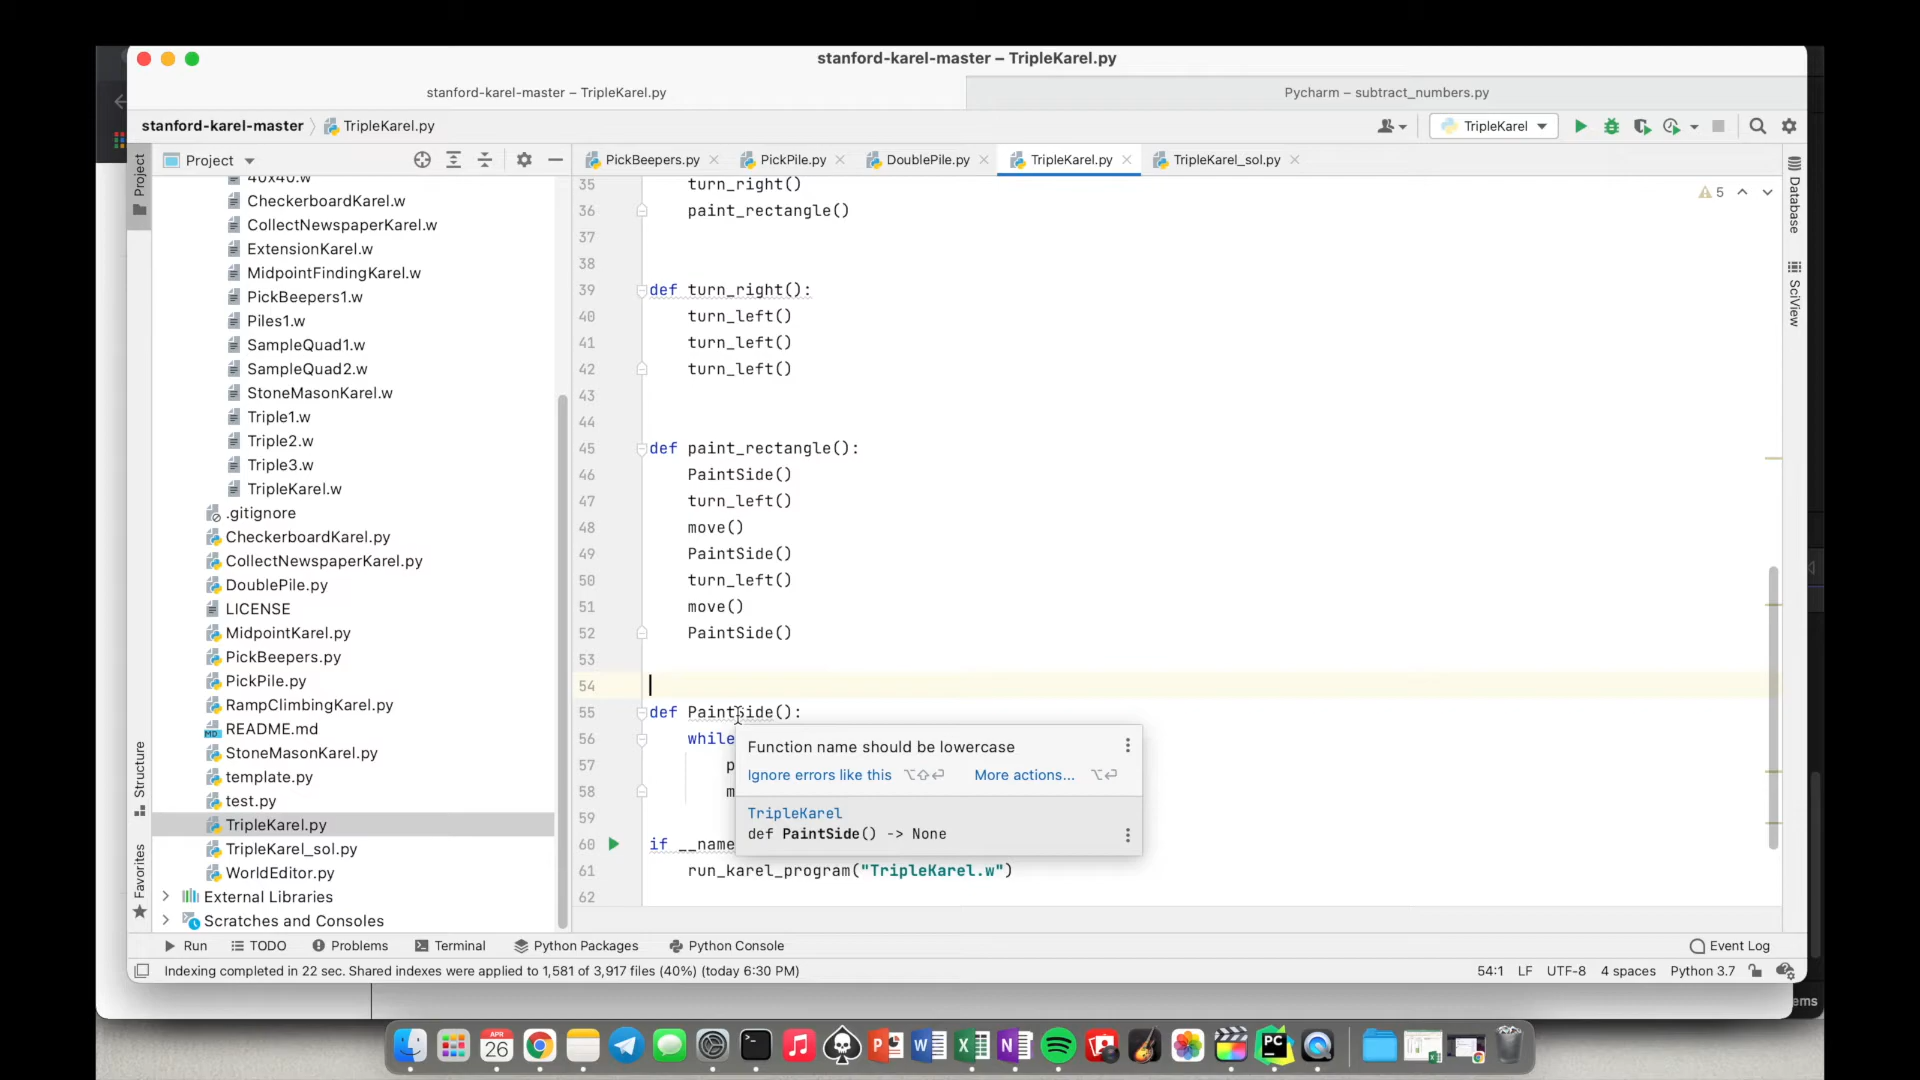 stanford-karel-master – TripleKarel.py
stanford-karel-master – TripleKarel.py
Pycharm – subtract_numbers.py
stanford-karel-master
TripleKarel.py
TripleKarel
Project
Project
PickBeepers.py
PickPile.py
DoublePile.py
TripleKarel.py
TripleKarel_sol.py
40x40.w
CheckerboardKarel.w
CollectNewspaperKarel.w
ExtensionKarel.w
MidpointFindingKarel.w
PickBeepers1.w
Piles1.w
SampleQuad1.w
SampleQuad2.w
StoneMasonKarel.w
Triple1.w
Triple2.w
Triple3.w
TripleKarel.w
.gitignore
CheckerboardKarel.py
CollectNewspaperKarel.py
DoublePile.py
LICENSE
MidpointKarel.py
PickBeepers.py
PickPile.py
RampClimbingKarel.py
README.md
StoneMasonKarel.py
template.py
test.py
TripleKarel.py
TripleKarel_sol.py
WorldEditor.py
External Libraries
Scratches and Consoles
Structure
Favorites
35 turn_right()
36 paint_rectangle()
37
38
39 def turn_right():
40 turn_left()
41 turn_left()
42 turn_left()
43
44
45 def paint_rectangle():
46 PaintSide()
47 turn_left()
48 move()
49 PaintSide()
50 turn_left()
51 move()
52 PaintSide()
53
54
55 def PaintSide():
56 while
57 p
58 m
59
60 if __name
61 run_karel_program("TripleKarel.w")
62
Function name should be lowercase
Ignore errors like this ⌥⇧⏎ More actions... ⌥⏎
TripleKarel
def PaintSide() -> None
5
Database
SciView
Run
TODO
Problems
Terminal
Python Packages
Python Console
Event Log
Indexing completed in 22 sec. Shared indexes were applied to 1,581 of 3,917 files (40%) (today 6:30 PM)
54:1 LF UTF-8 4 spaces Python 3.7
ems
APR
26
PC